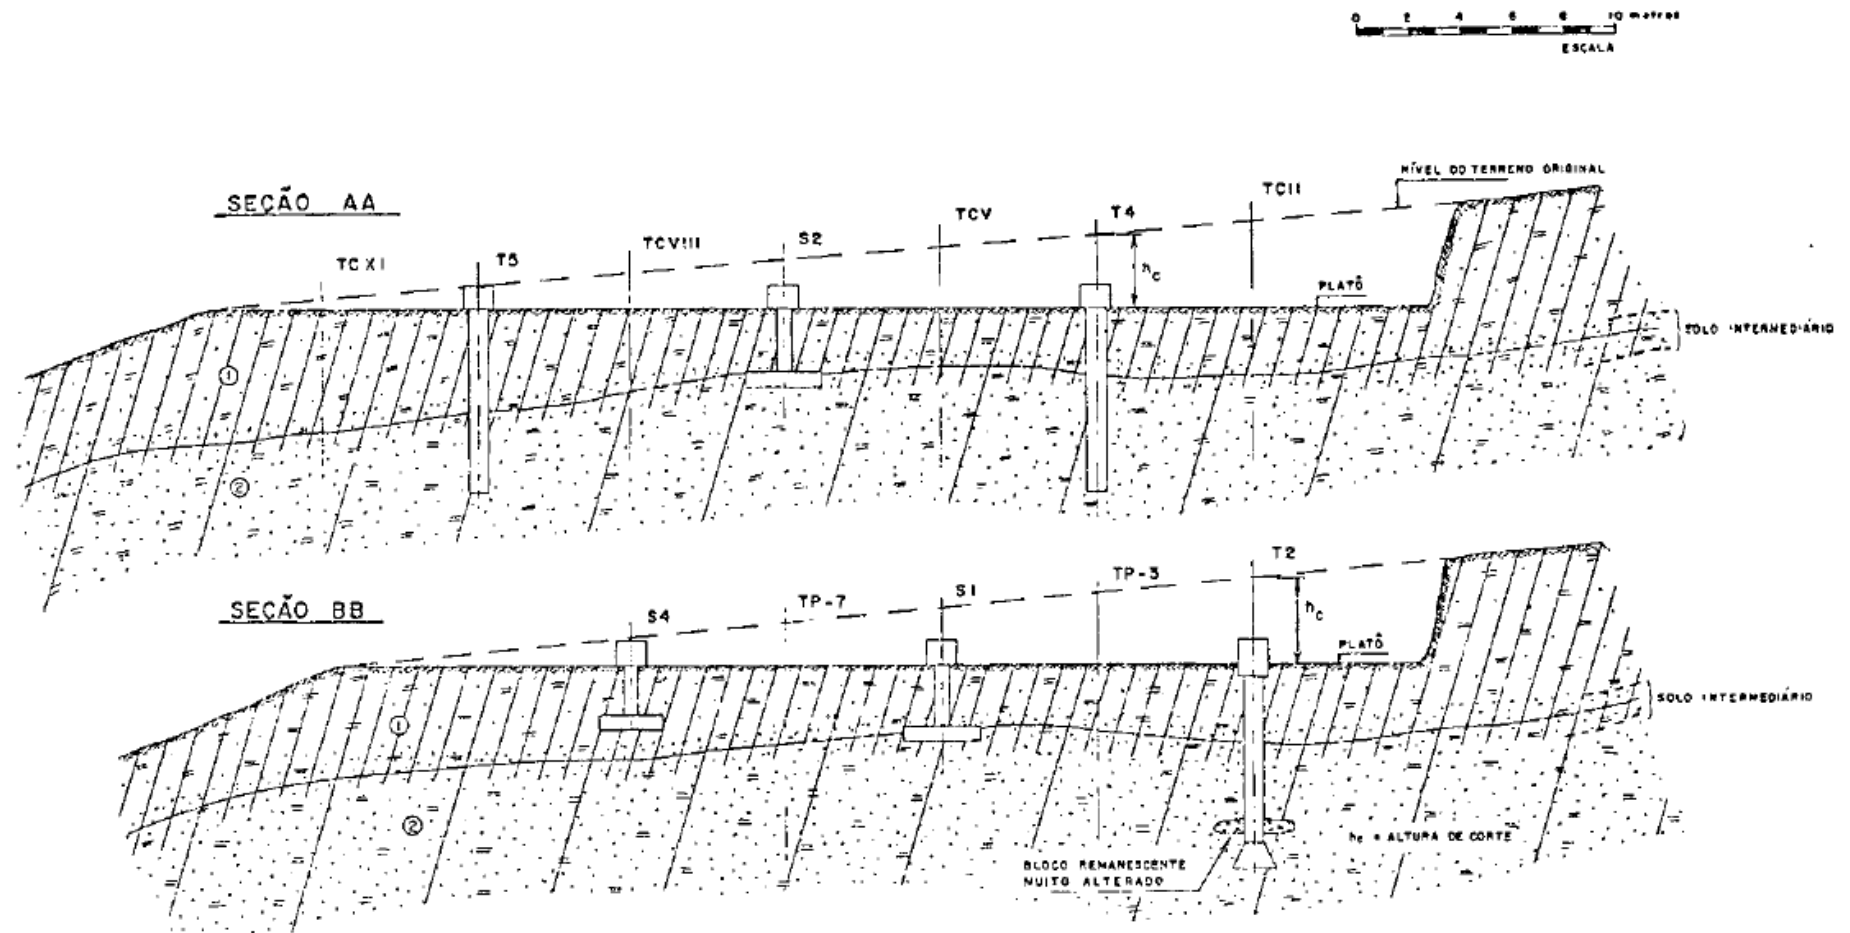 0 2 4 6 8 10 metros
ESCALA
NÍVEL DO TERRENO ORIGINAL
SEÇÃO AA
TCXI
T5
TCVIII
S2
TCV
T4
TCII
hc
PLATÔ
SOLO INTERMEDIÁRIO
1
2
SEÇÃO BB
S4
TP-7
S1
TP-3
T2
hc
PLATÔ
SOLO INTERMEDIÁRIO
1
2
hc = ALTURA DE CORTE
BLOCO REMANESCENTE
MUITO ALTERADO